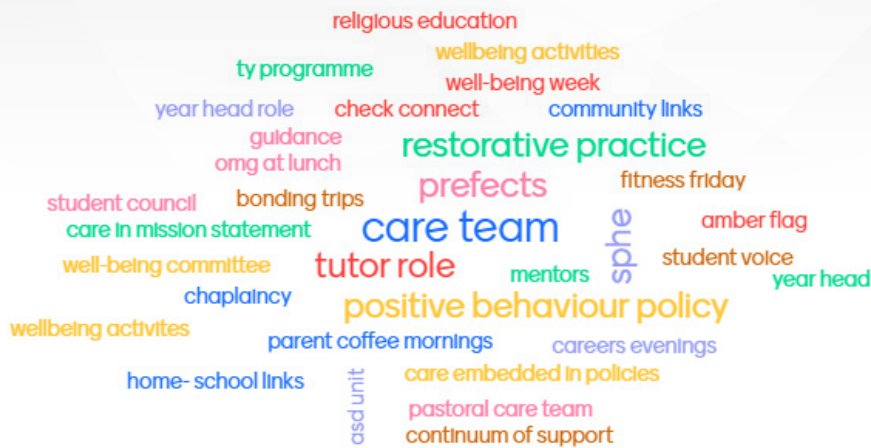 religious education
wellbeing activities
ty programme
well-being week
year head role
check connect
community links
guidance
restorative practice
omg at lunch
prefects
fitness friday
student council
bonding trips
care team
sphe
amber flag
care in mission statement
student voice
well-being committee
tutor role
mentors
year head
chaplaincy
positive behaviour policy
wellbeing activites
parent coffee mornings
careers evenings
home- school links
asd unit
care embedded in policies
pastoral care team
continuum of support